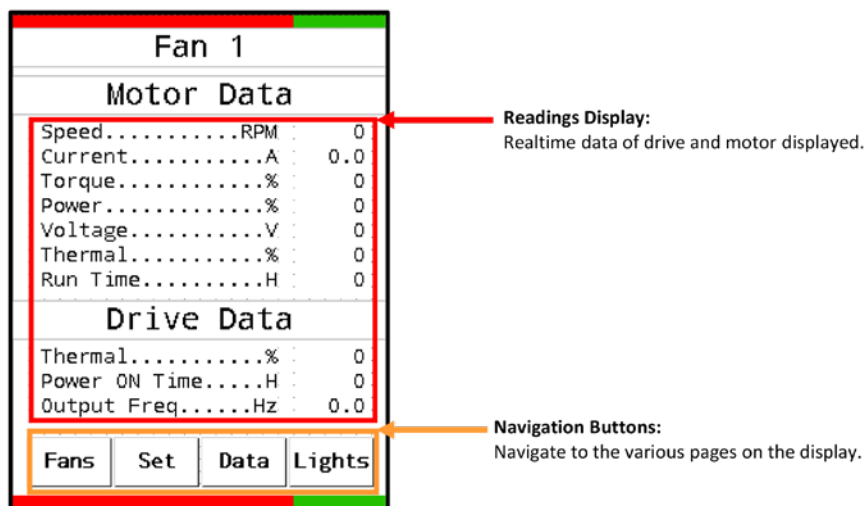 Fan 1
Motor Data
Speed...........RPM 0
Current...........A 0.0
Torque............% 0
Power.............% 0
Voltage...........V 0
Thermal...........% 0
Run Time..........H 0
Drive Data
Thermal...........% 0
Power ON Time.....H 0
Output Freq......Hz 0.0
Fans Set Data Lights
Readings Display:
Realtime data of drive and motor displayed.
Navigation Buttons:
Navigate to the various pages on the display.